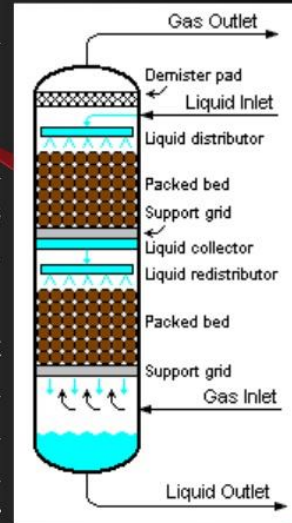 Gas Outlet
Demister pad
Liquid Inlet
Liquid distributor
Packed bed
Support grid
Liquid collector
Liquid redistributor
Packed bed
Support grid
Gas Inlet
Liquid Outlet